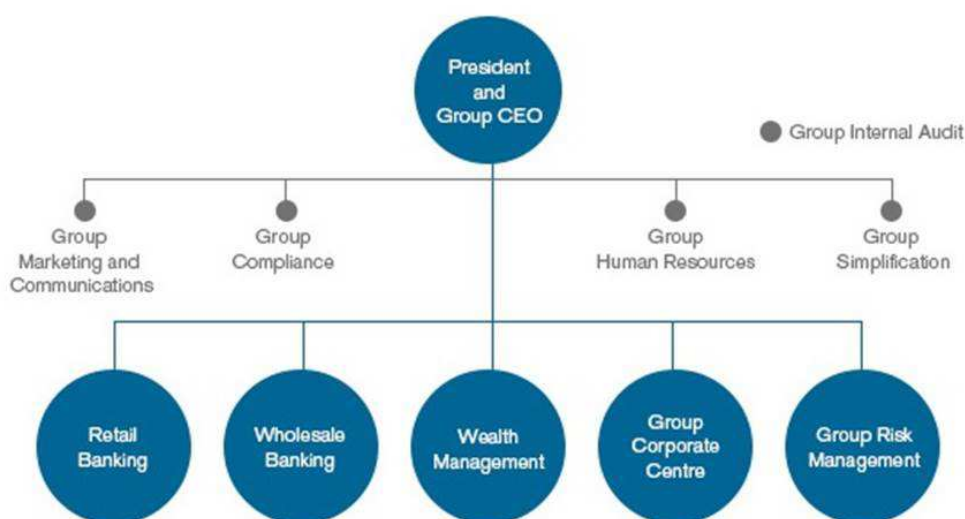 President
and
Group CEO
Group Internal Audit
Group
Marketing and
Communications
Group
Compliance
Group
Human Resources
Group
Simplification
Retail
Banking
Wholesale
Banking
Wealth
Management
Group
Corporate
Centre
Group Risk
Management